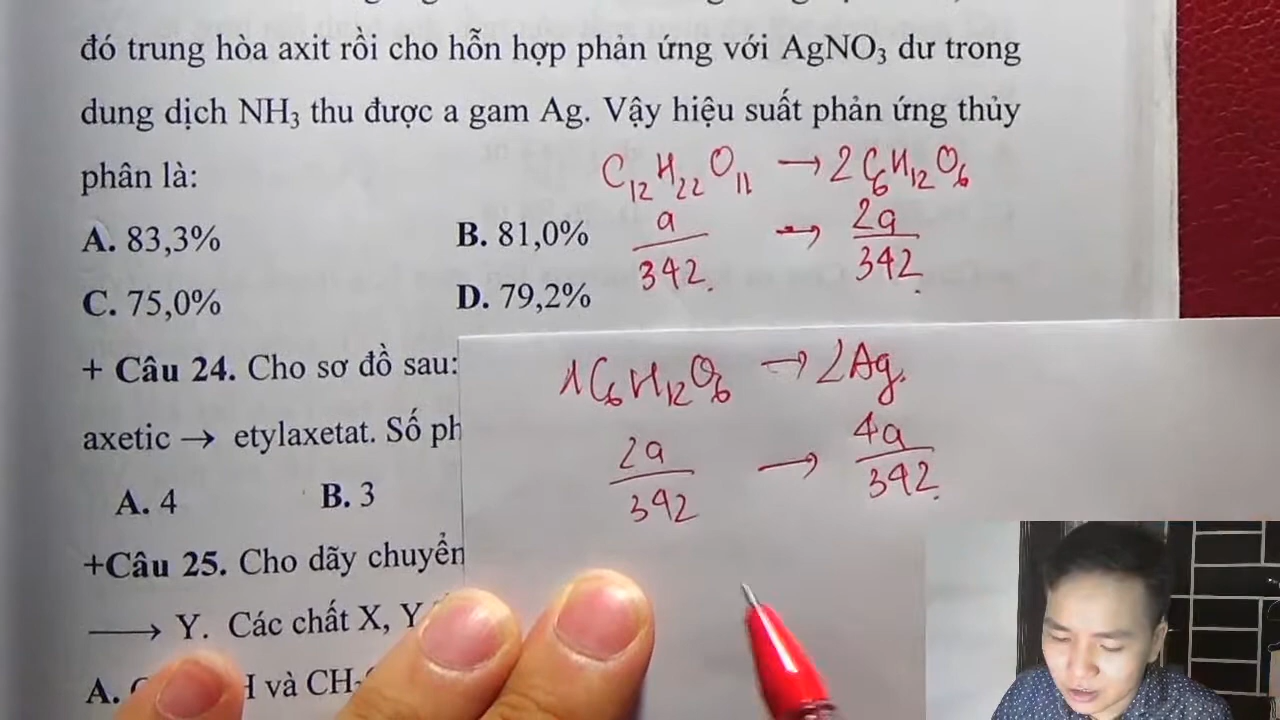 đó trung hòa axit rồi cho hỗn hợp phản ứng với AgNO₃ dư trong
dung dịch NH₃ thu được a gam Ag. Vậy hiệu suất phản ứng thủy
phân là:
C₁₂H₂₂O₁₁ → 2C₆H₁₂O₆
a/342 → 2a/342
A. 83,3% B. 81,0%
C. 75,0% D. 79,2%
+ Câu 24. Cho sơ đồ sau:
axetic → etylaxetat. Số
A. 4 B. 3
+Câu 25. Cho dãy
⟶ Y. Các chất X, Y
A. và
1C₆H₁₂O₆ → 2Ag.
2a/342 → 4a/342.